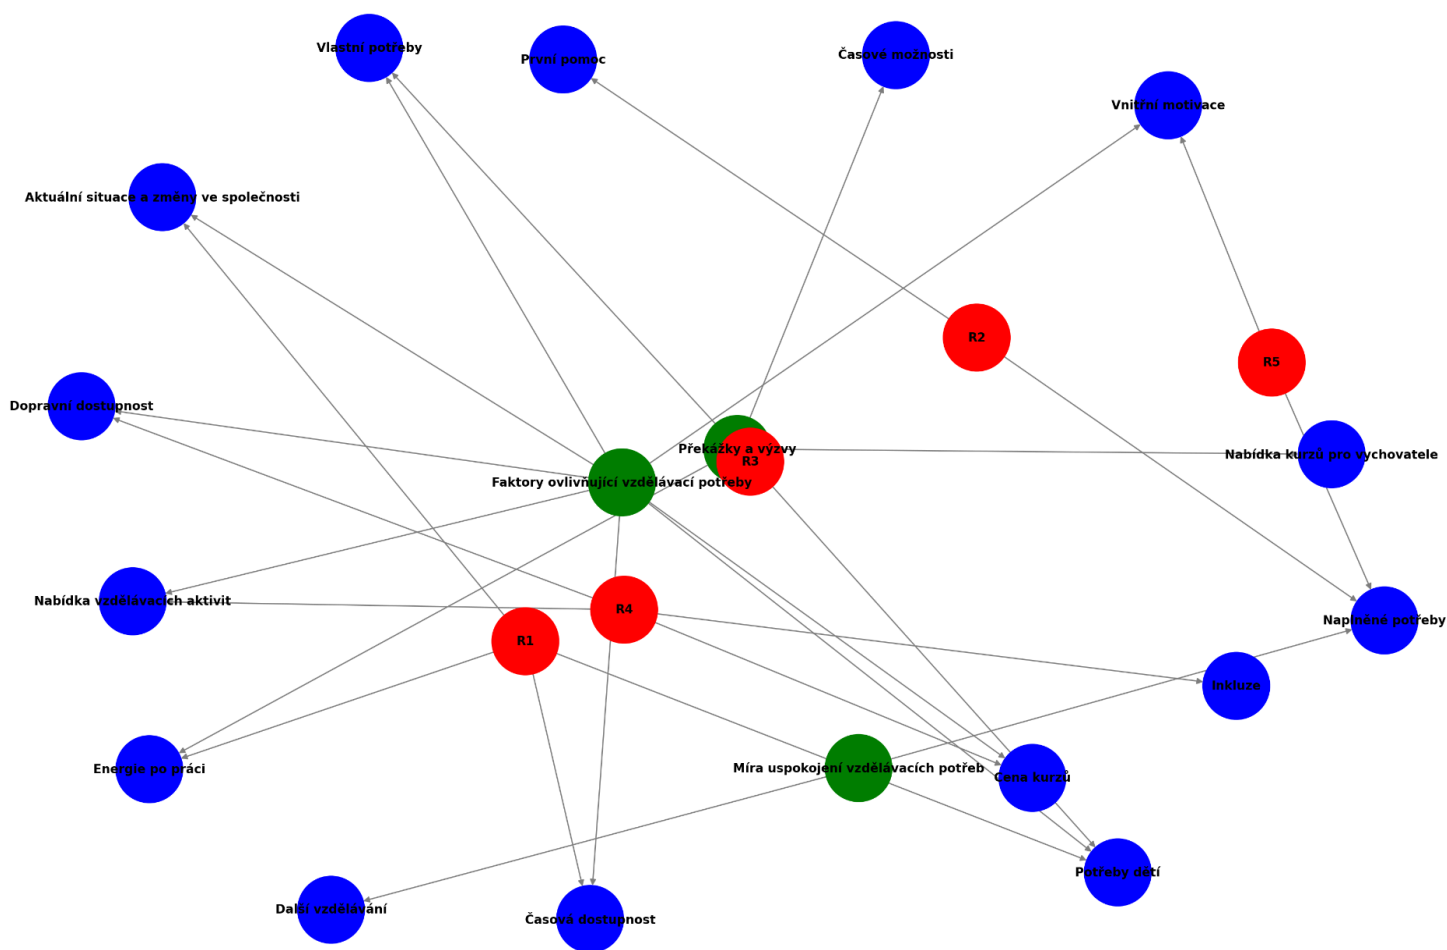 Vlastní potřeby
První pomoc
Časové možnosti
Vnitřní motivace
Aktuální situace a změny ve společnosti
R2
R5
Dopravní dostupnost
Překážky a výzvy
Nabídka kurzů pro vychovatele
R3
Faktory ovlivňující vzdělávací potřeby
Nabídka vzdělávacích aktivit
R4
Naplněné potřeby
R1
Inkluze
Energie po práci
Míra uspokojení vzdělávacích potřeb
Cena kurzů
Potřeby dětí
Další vzdělávání
Časová dostupnost